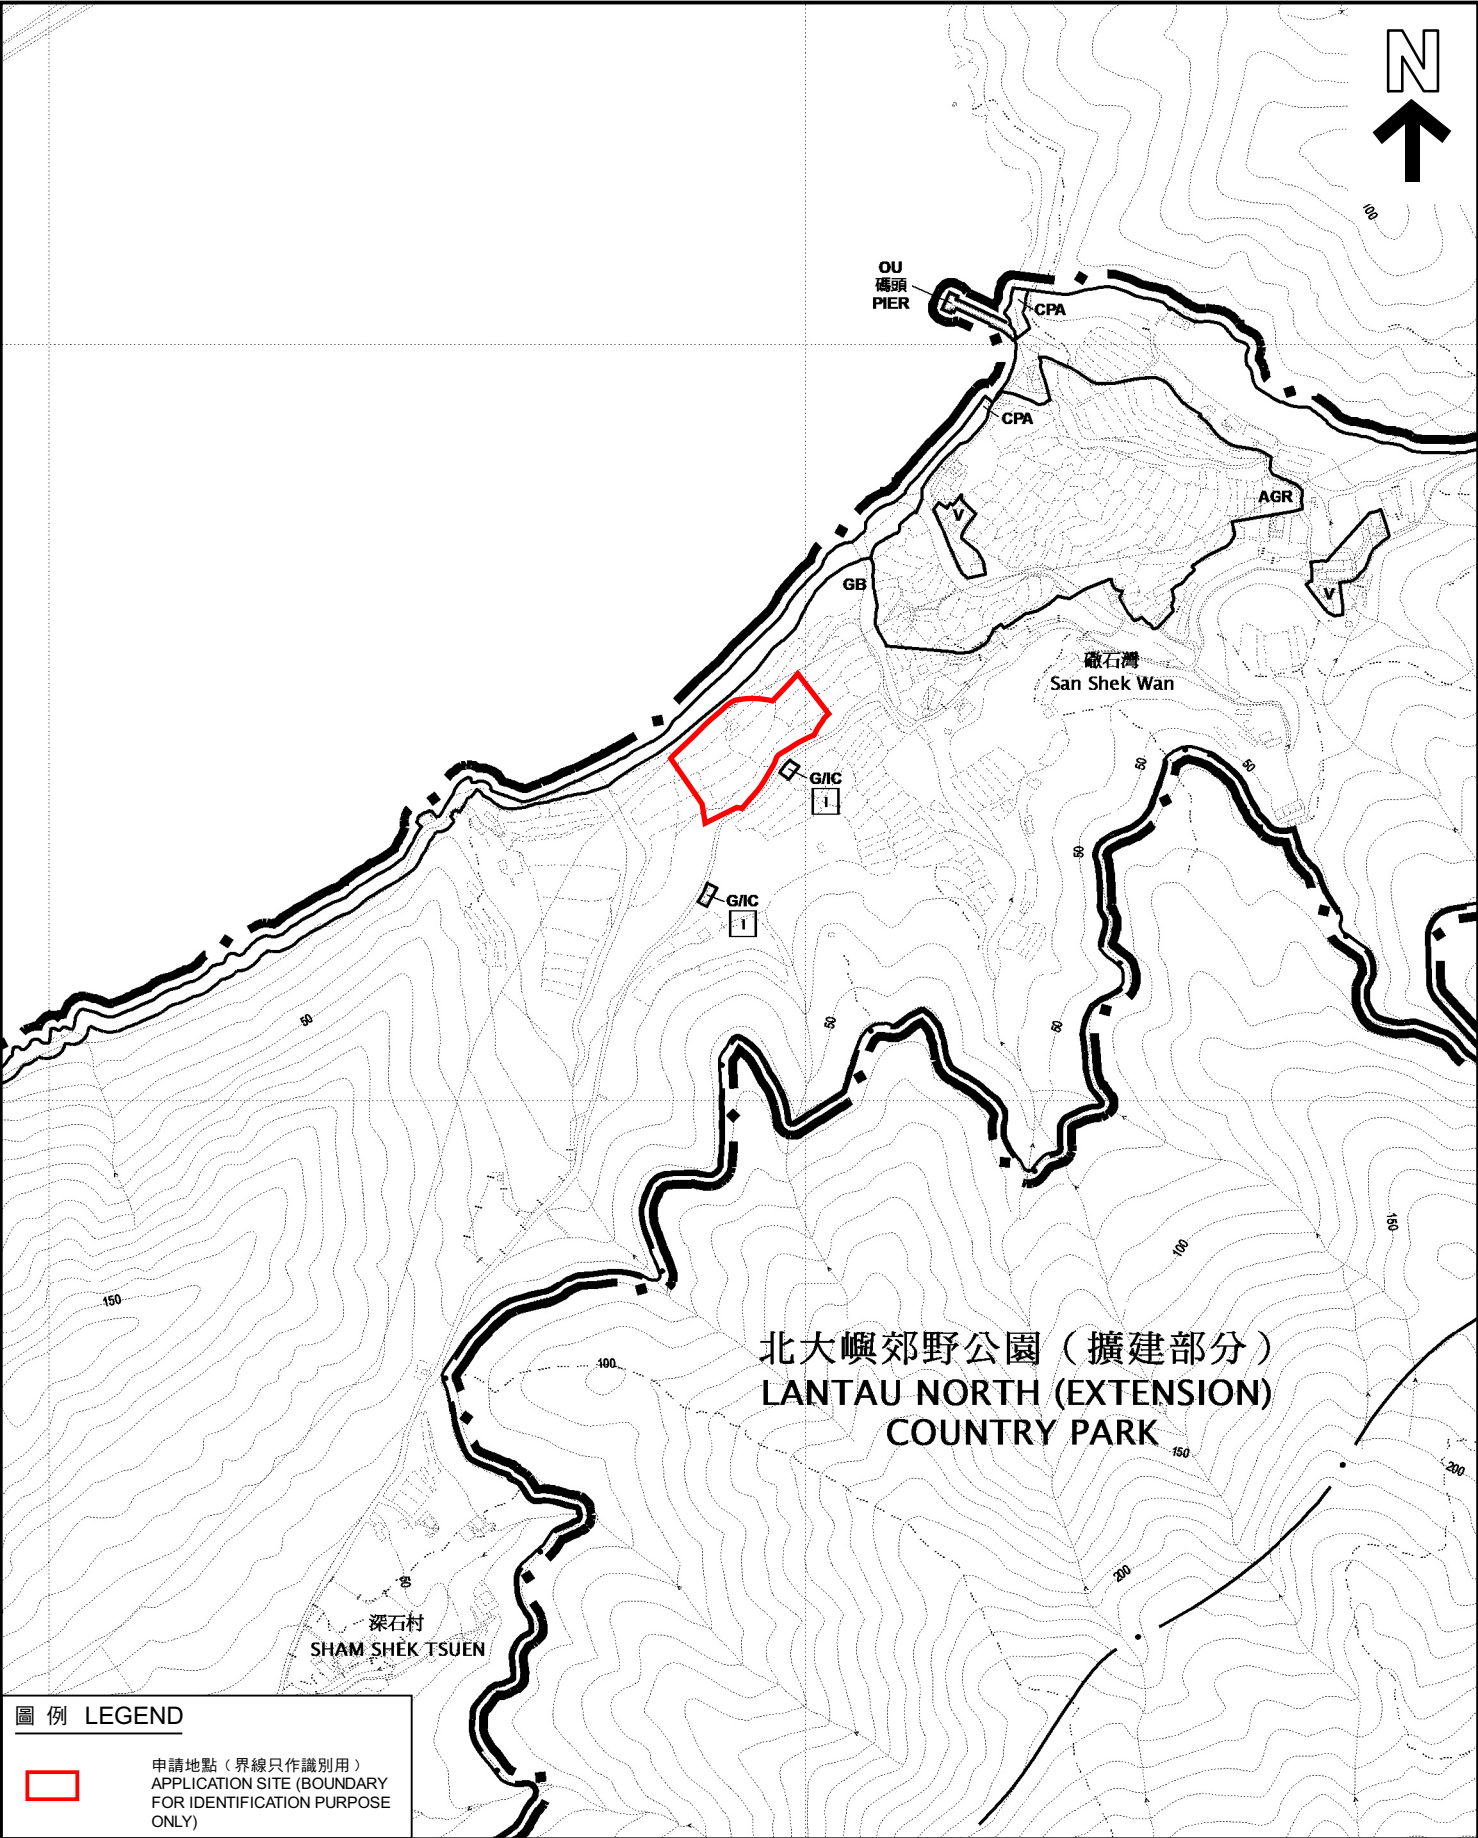 N
100
OU
碼頭
PIER
CPA
CPA
AGR
V
V
GB
䃟石灣
San Shek Wan
G/IC
1
G/IC
1
50
50
50
50
50
50
150
100
100
150
150
200
200
50
北大嶼郊野公園（擴建部分）
LANTAU NORTH (EXTENSION)
COUNTRY PARK
深石村
SHAM SHEK TSUEN
圖 例 LEGEND
申請地點（界線只作識別用）
APPLICATION SITE (BOUNDARY
FOR IDENTIFICATION PURPOSE
ONLY)